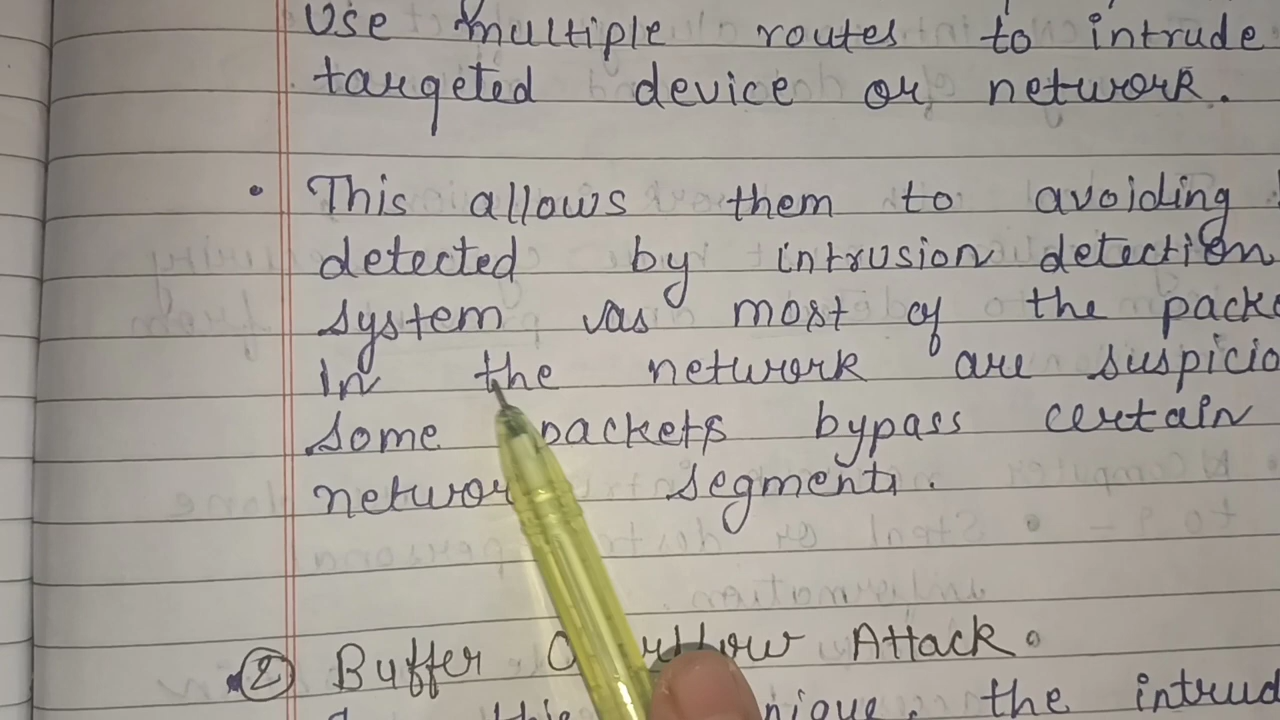 Use multiple routes to intrude
targeted device or network.
• This allows them to avoiding
detected by intrusion detection
system as most of the
in the network are
Some packets bypass certain
segments.
② Buffer Attack.
the